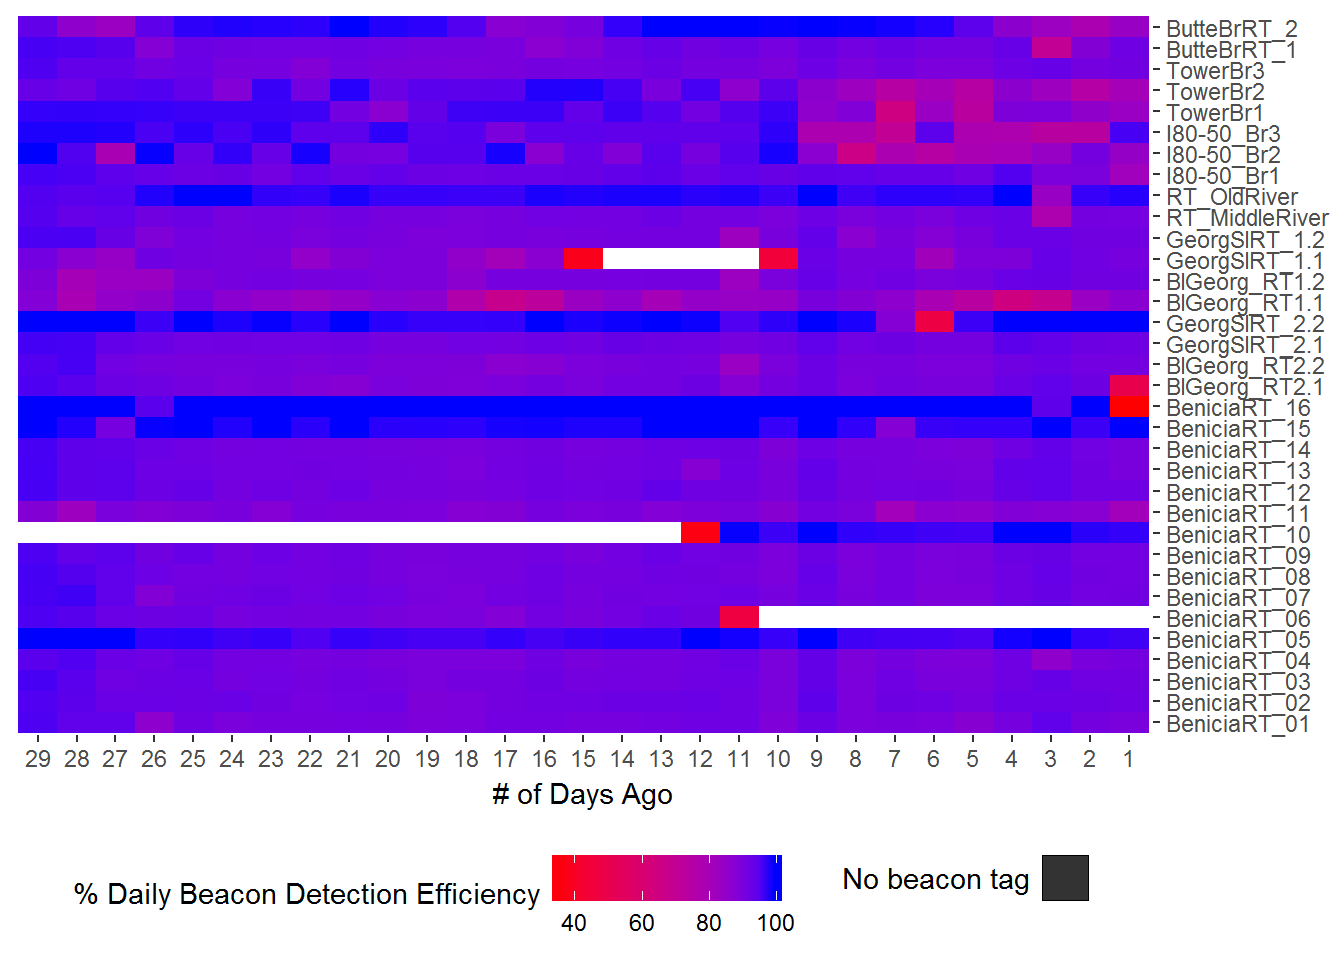 ButteBrRT_2
ButteBrRT_1
TowerBr3
TowerBr2
TowerBr1
I80-50_Br3
I80-50_Br2
I80-50_Br1
RT_OldRiver
RT_MiddleRiver
GeorgSlRT_1.2
GeorgSlRT_1.1
BlGeorg_RT1.2
BlGeorg_RT1.1
GeorgSlRT_2.2
GeorgSlRT_2.1
BlGeorg_RT2.2
BlGeorg_RT2.1
BeniciaRT_16
BeniciaRT_15
BeniciaRT_14
BeniciaRT_13
BeniciaRT_12
BeniciaRT_11
BeniciaRT_10
BeniciaRT_09
BeniciaRT_08
BeniciaRT_07
BeniciaRT_06
BeniciaRT_05
BeniciaRT_04
BeniciaRT_03
BeniciaRT_02
BeniciaRT_01
29 28 27 26 25 24 23 22 21 20 19 18 17 16 15 14 13 12 11 10 9 8 7 6 5 4 3 2 1
# of Days Ago
% Daily Beacon Detection Efficiency
40 60 80 100
No beacon tag